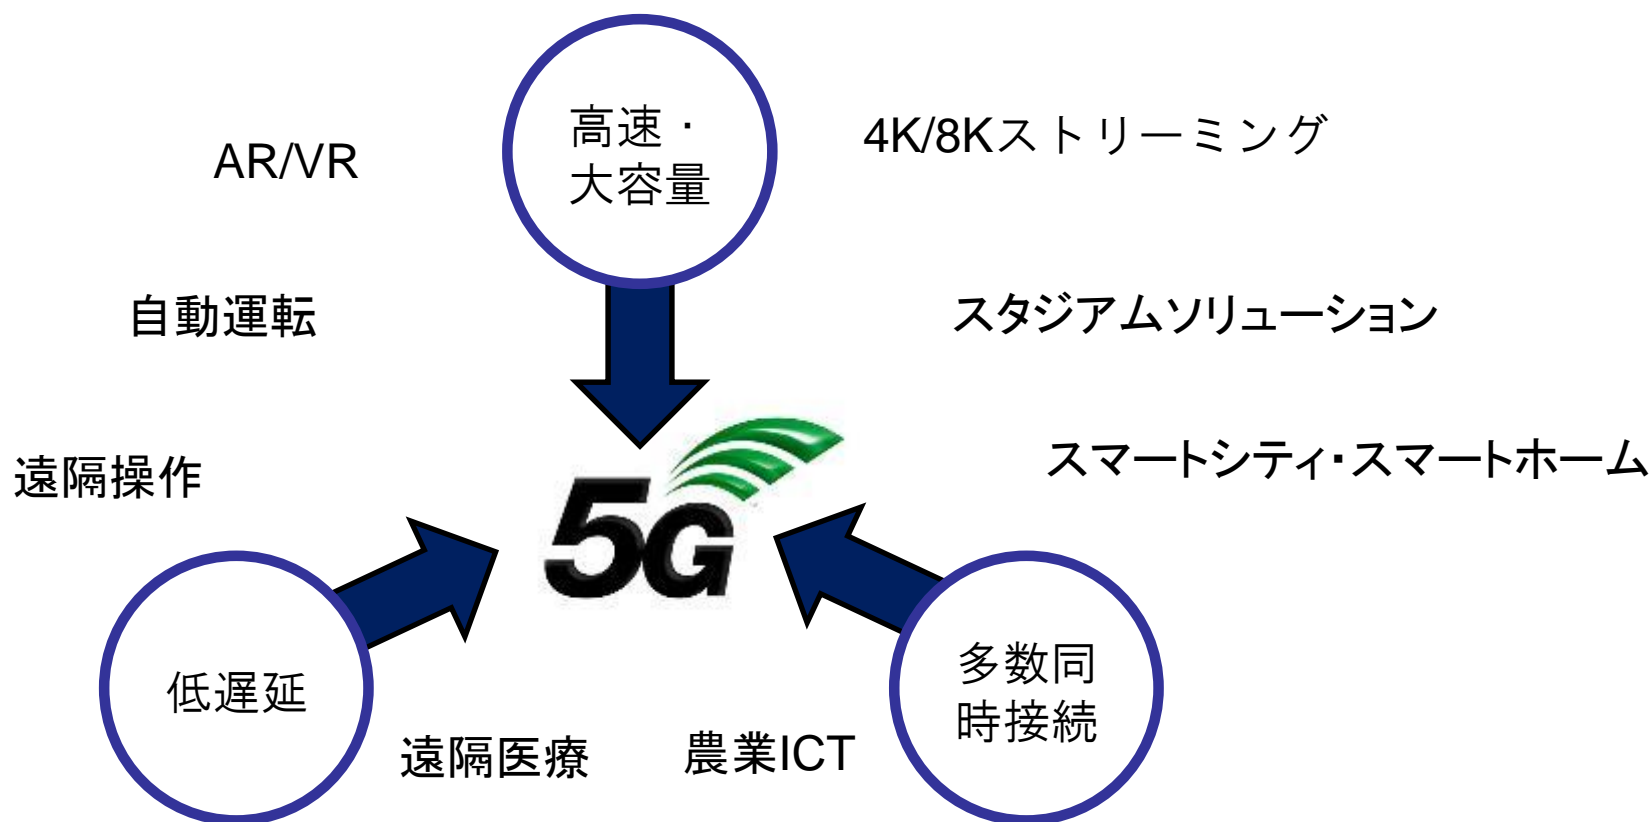 高速・
大容量
4K/8Kストリーミング
AR/VR
自動運転
スタジアムソリューション
遠隔操作
スマートシティ・スマートホーム
5G
低遅延
多数同
時接続
遠隔医療
農業ICT